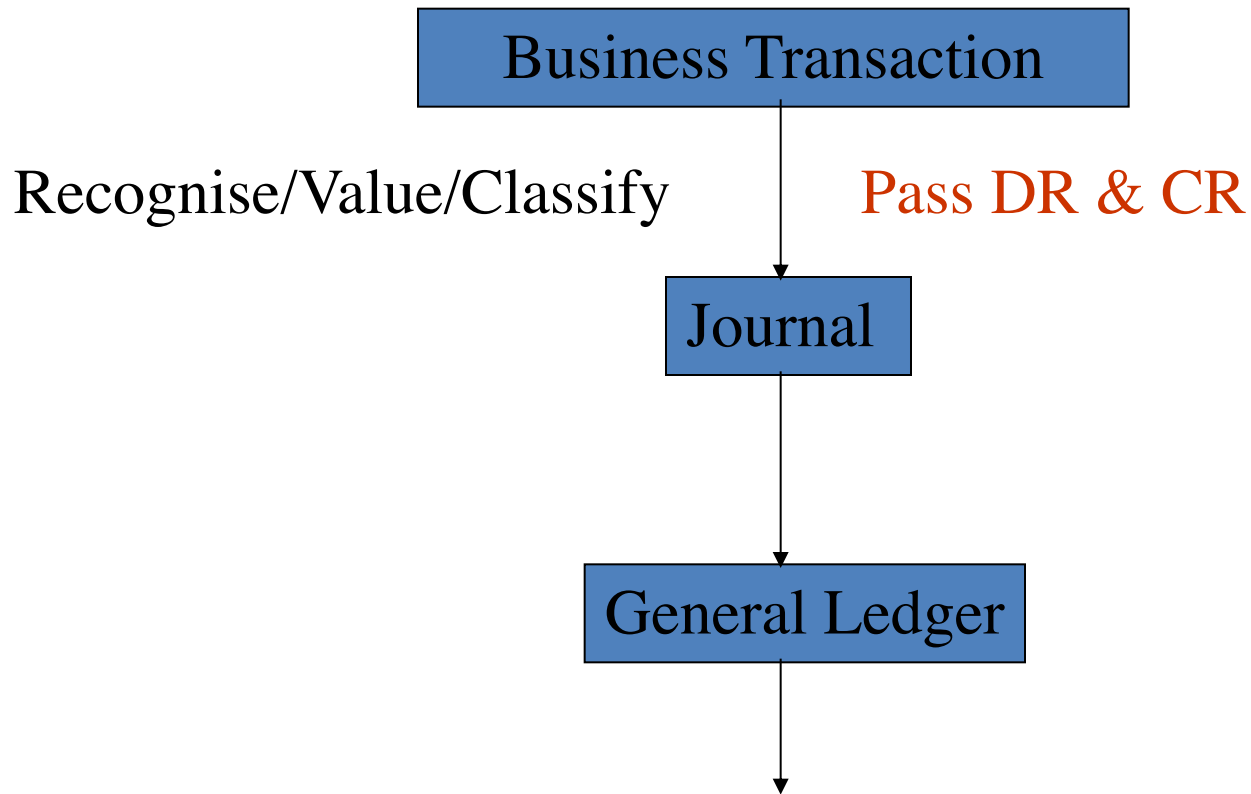 Business Transaction
Recognise/Value/Classify
Pass DR & CR
Journal
General Ledger